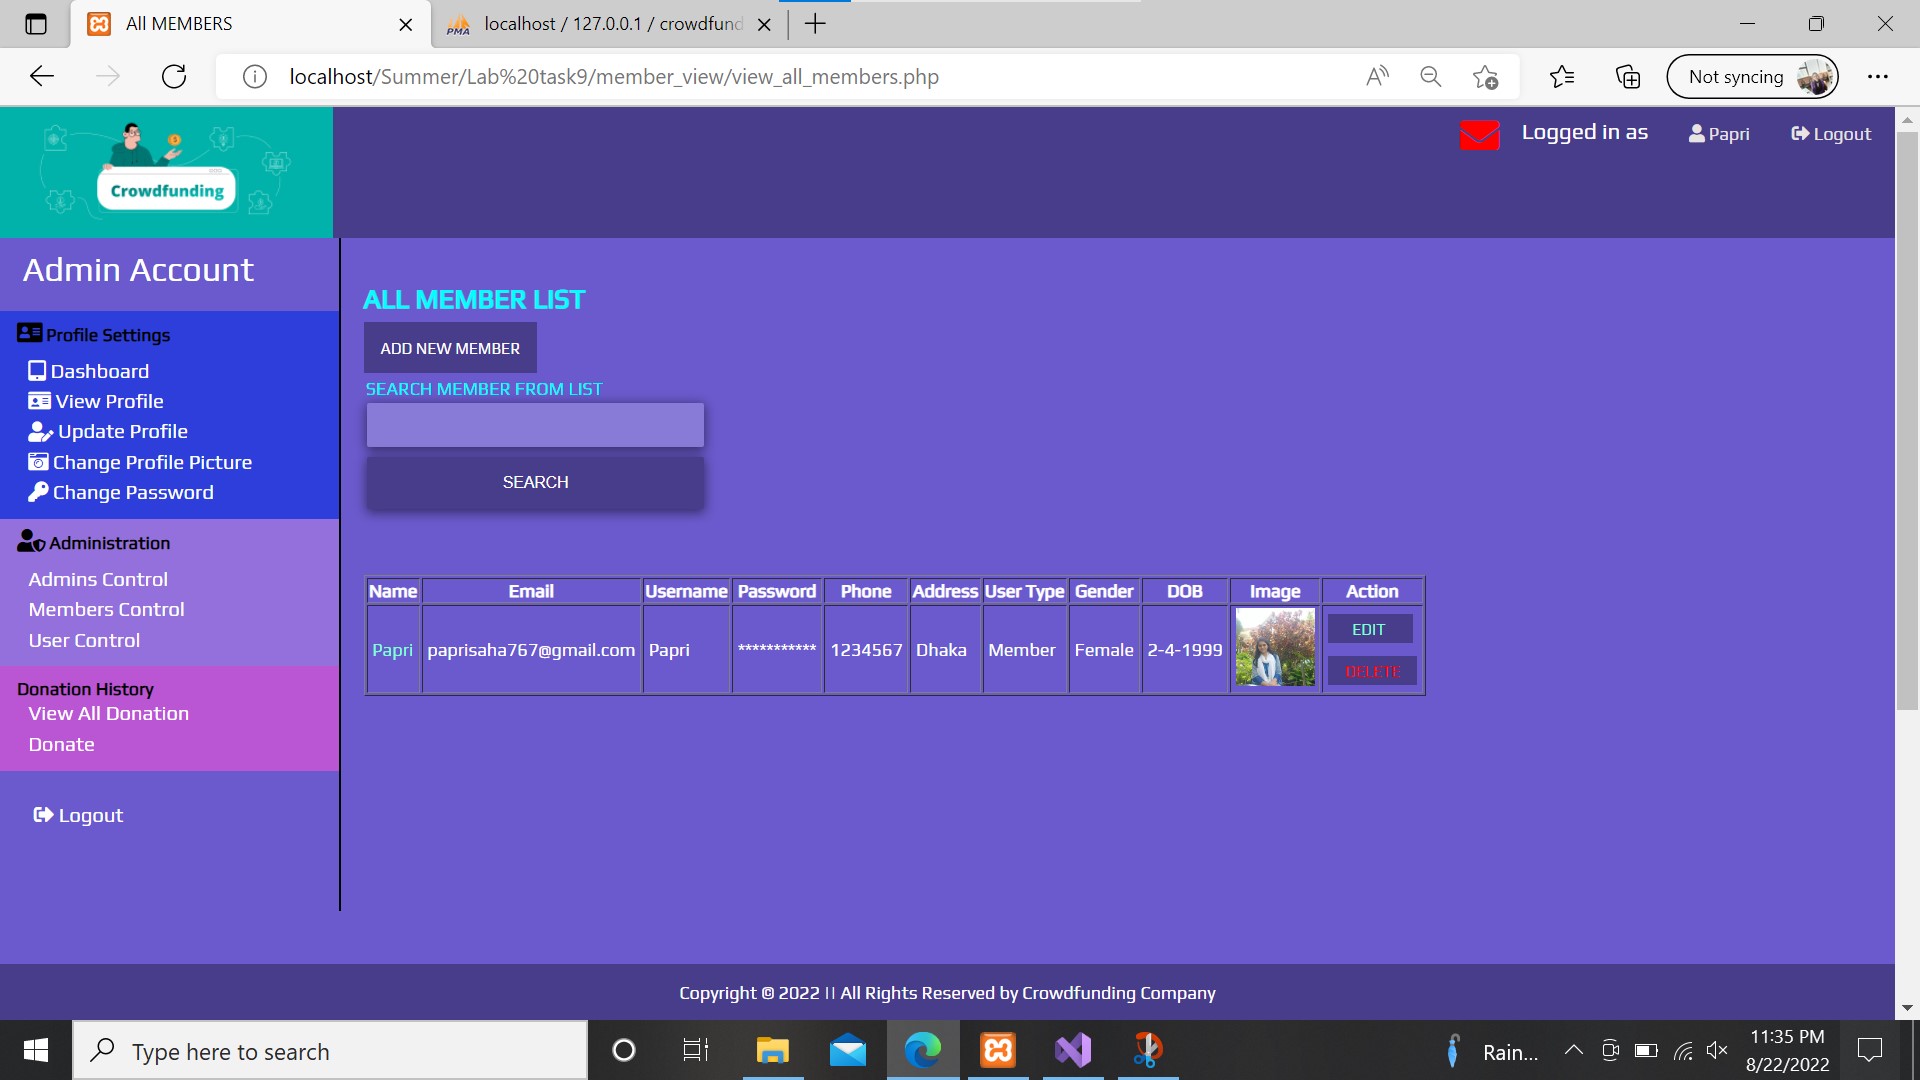 All MEMBERS
localhost / 127.0.0.1 / crowdfund
localhost/Summer/Lab%20task9/member_view/view_all_members.php
Not syncing
Crowdfunding
Logged in as
Papri
Logout
Admin Account
Profile Settings
Dashboard
View Profile
Update Profile
Change Profile Picture
Change Password
Administration
Admins Control
Members Control
User Control
Donation History
View All Donation
Donate
Logout
ALL MEMBER LIST
ADD NEW MEMBER
SEARCH MEMBER FROM LIST
SEARCH
Name Email Username Password Phone Address User Type Gender DOB Image Action
Papri paprisaha767@gmail.com Papri *********** 1234567 Dhaka Member Female 2-4-1999 EDIT
DELETE
Copyright © 2022 || All Rights Reserved by Crowdfunding Company
Type here to search
Rain...
11:35 PM
8/22/2022